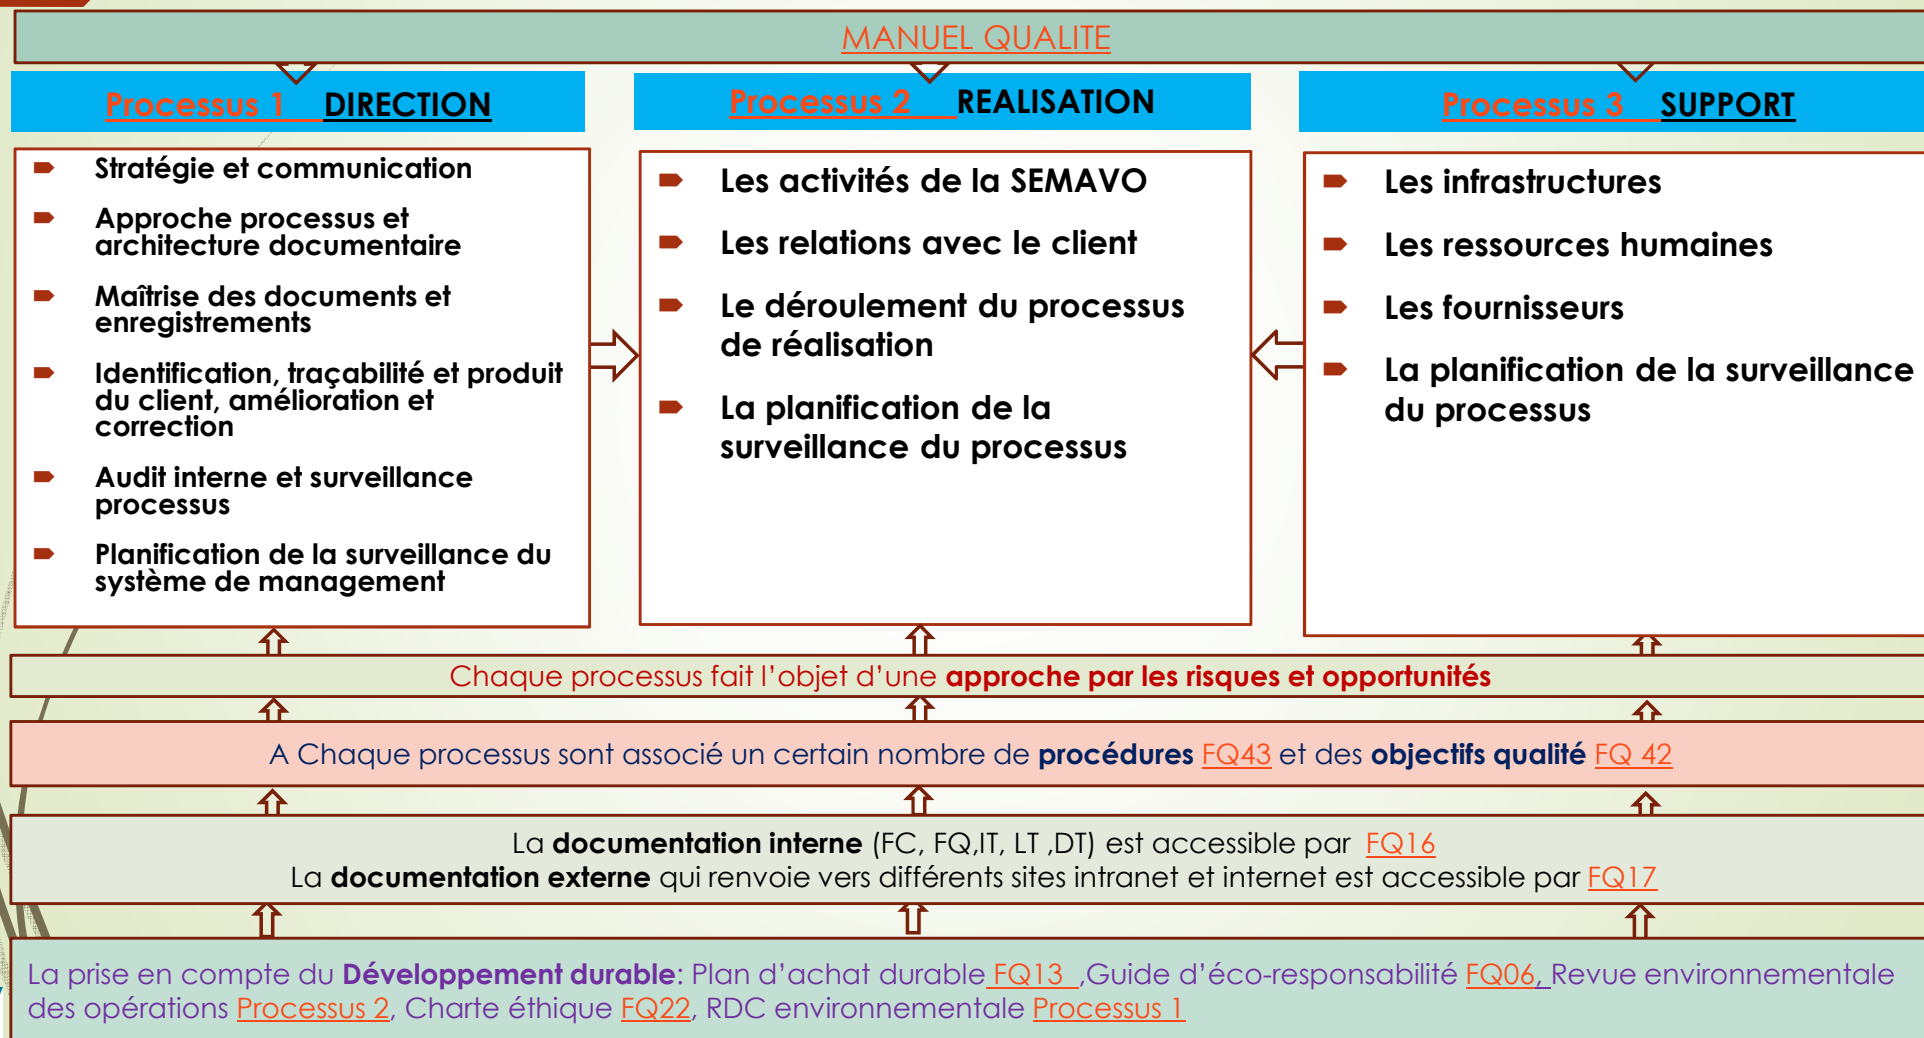 MANUEL QUALITE
Processus 1 DIRECTION
Stratégie et communication
Approche processus et
architecture documentaire
Maîtrise des documents et
enregistrements
Identification, traçabilité et produit
du client, amélioration et
correction
Audit interne et surveillance
processus
Planification de la surveillance du
système de management
Processus 2 REALISATION
Les activités de la SEMAVO
Les relations avec le client
Le déroulement du processus
de réalisation
La planification de la
surveillance du processus
Processus 3 SUPPORT
Les infrastructures
Les ressources humaines
Les fournisseurs
La planification de la surveillance
du processus
Chaque processus fait l'objet d'une approche par les risques et opportunités
A Chaque processus sont associé un certain nombre de procédures FQ43 et des objectifs qualité FQ 42
La documentation interne (FC, FQ,IT, LT ,DT) est accessible par FQ16
La documentation externe qui renvoie vers différents sites intranet et internet est accessible par FQ17
La prise en compte du Développement durable: Plan d'achat durable FQ13 ,Guide d'éco-responsabilité FQ06, Revue environnementale
des opérations Processus 2, Charte éthique FQ22, RDC environnementale Processus 1